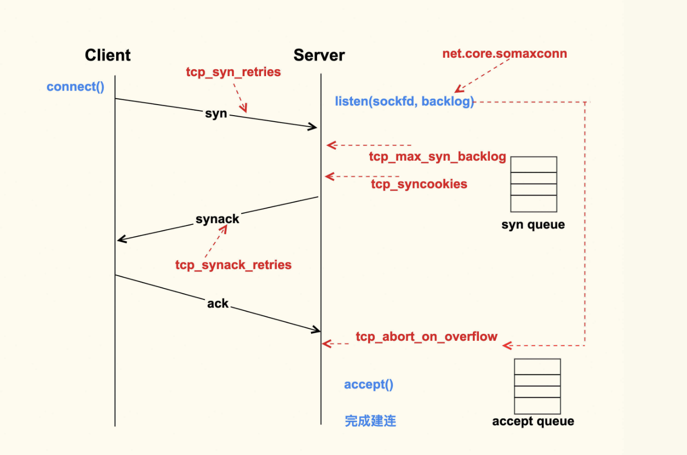 Client
Server
net.core.somaxconn
tcp_syn_retries
connect()
listen(sockfd, backlog)
syn
tcp_max_syn_backlog
tcp_syncookies
synack
syn queue
tcp_synack_retries
ack
tcp_abort_on_overflow
accept()
完成建连
accept queue